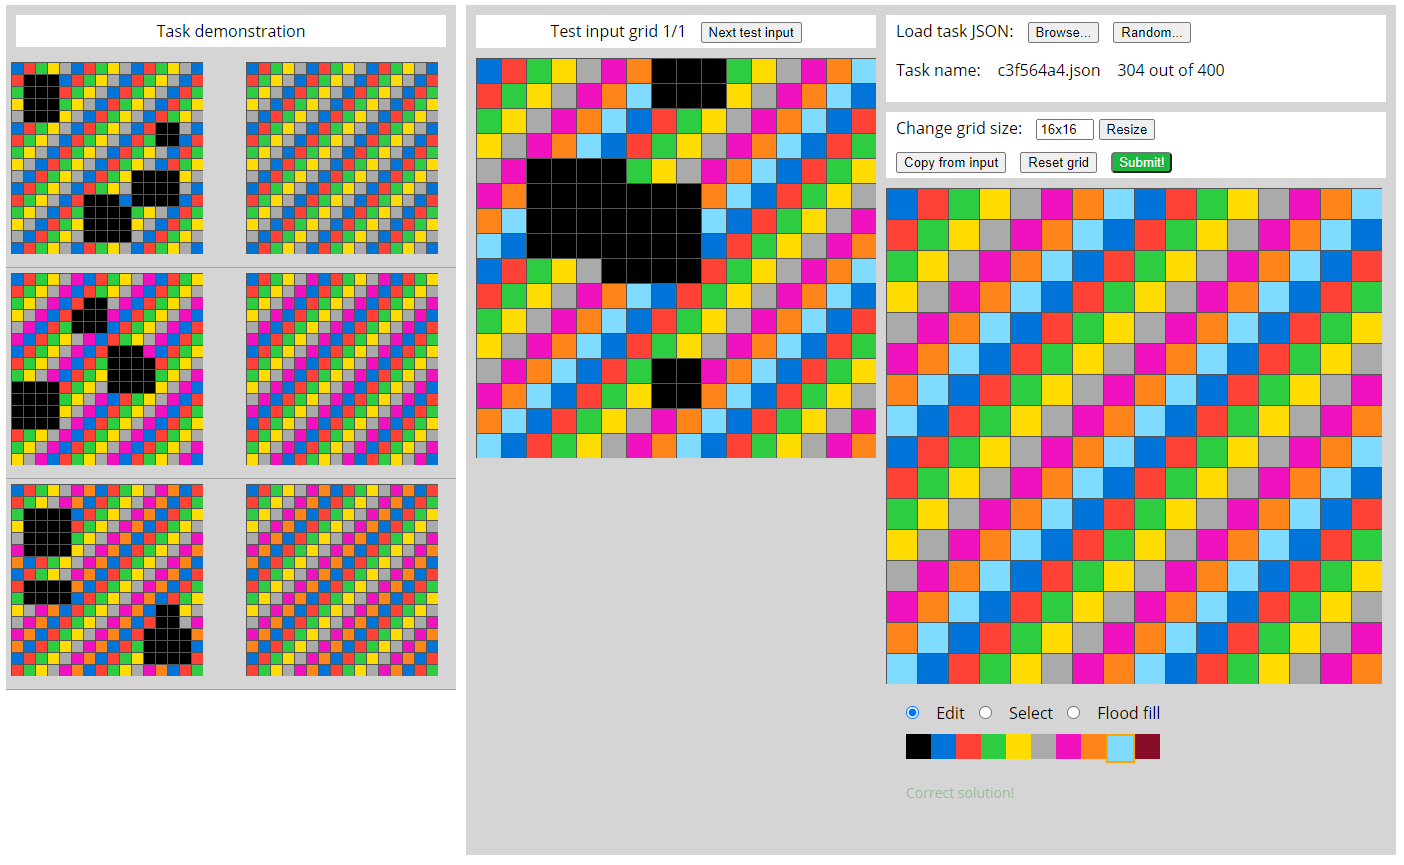 Task demonstration
Test input grid 1/1 Next test input
Load task JSON: Browse... Random...
Task name: c3f564a4.json 304 out of 400
Change grid size: 16x16 Resize
Copy from input Reset grid Submit!
Edit Select Flood fill
Correct solution!